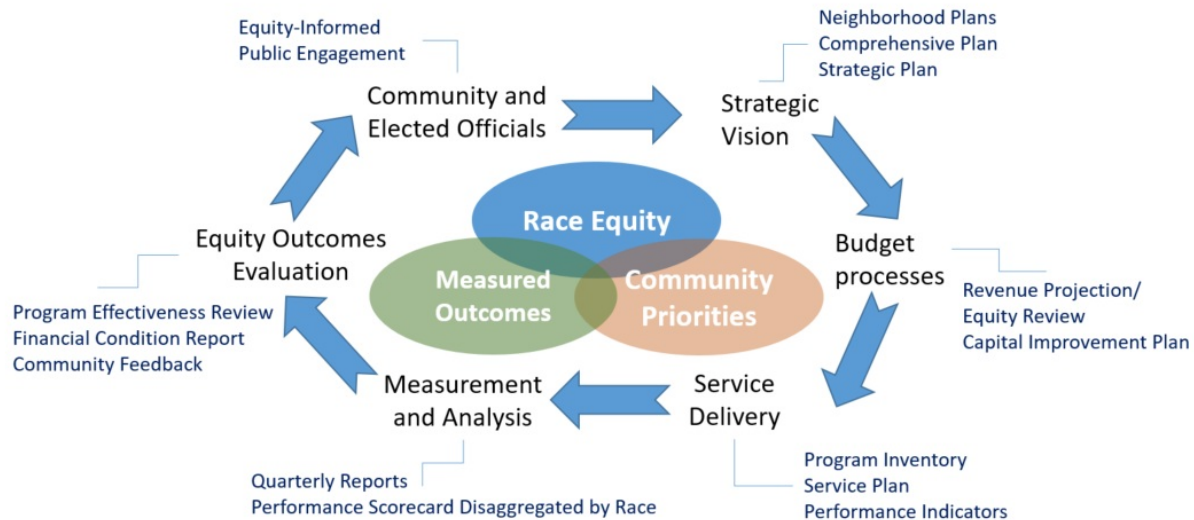 Equity-Informed
Public Engagement
Community and
Elected Officials
Neighborhood Plans
Comprehensive Plan
Strategic Plan
Strategic
Vision
Race Equity
Measured
Outcomes
Community
Priorities
Budget
processes
Revenue Projection/
Equity Review
Capital Improvement Plan
Service
Delivery
Program Inventory
Service Plan
Performance Indicators
Measurement
and Analysis
Quarterly Reports
Performance Scorecard Disaggregated by Race
Equity Outcomes
Evaluation
Program Effectiveness Review
Financial Condition Report
Community Feedback